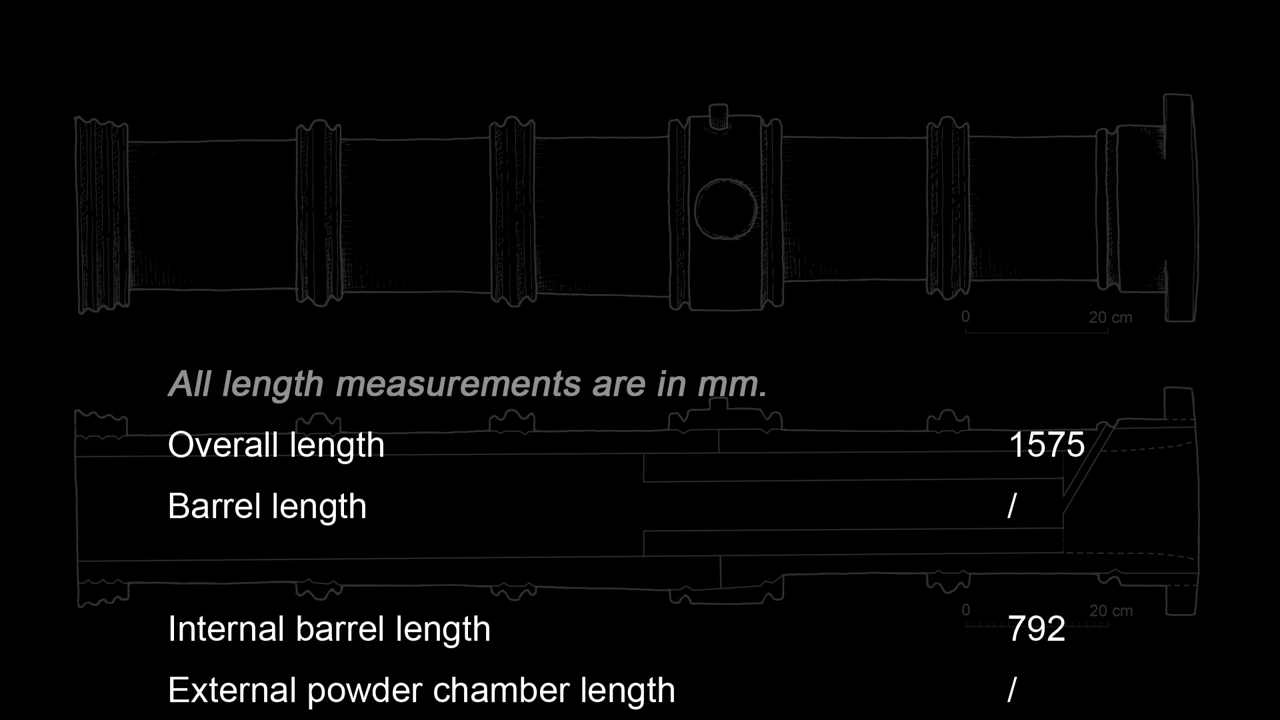 0 20 cm
All length measurements are in mm.
Overall length 1575
Barrel length /
0 20 cm
Internal barrel length 792
External powder chamber length /